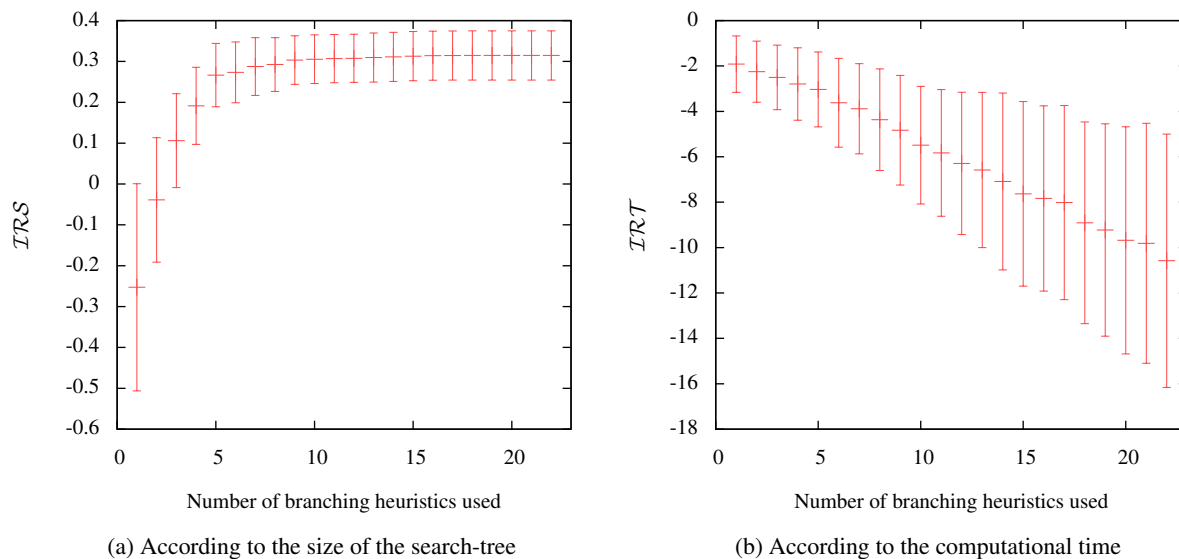 0.4
0.3
0.2
0.1
0
-0.1
-0.2
-0.3
-0.4
-0.5
-0.6
IRS
0 5 10 15 20
Number of branching heuristics used
(a) According to the size of the search-tree
0
-2
-4
-6
-8
-10
-12
-14
-16
-18
IRT
0 5 10 15 20
Number of branching heuristics used
(b) According to the computational time